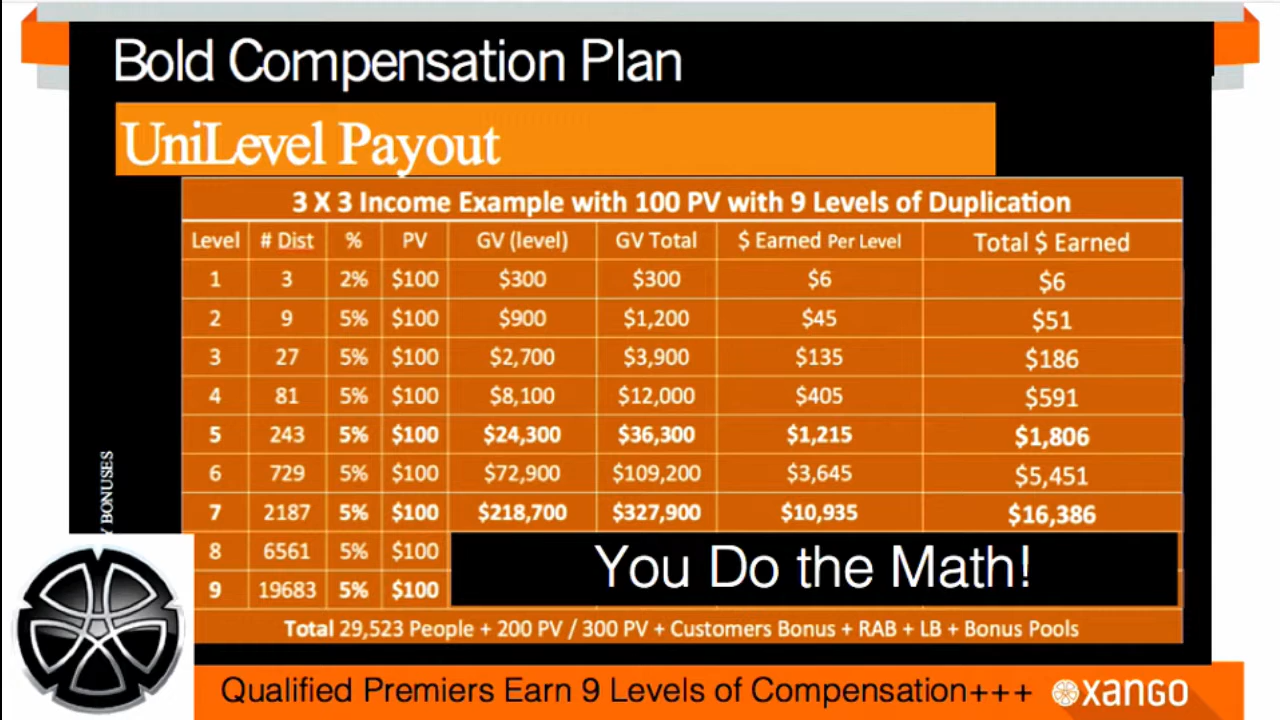 Bold Compensation Plan
UniLevel Payout
3 X 3 Income Example with 100 PV with 9 Levels of Duplication
Level # Dist % PV GV (level) GV Total $ Earned Per Level Total $ Earned
1 3 2% $100 $300 $300 $6 $6
2 9 5% $100 $900 $1,200 $45 $51
3 27 5% $100 $2,700 $3,900 $135 $186
4 81 5% $100 $8,100 $12,000 $405 $591
5 243 5% $100 $24,300 $36,300 $1,215 $1,806
6 729 5% $100 $72,900 $109,200 $3,645 $5,451
7 2187 5% $100 $218,700 $327,900 $10,935 $16,386
8 6561 5% $100
9 19683 5% $100
You Do the Math!
Total 29,523 People + 200 PV / 300 PV + Customers Bonus + RAB + LB + Bonus Pools
Y BONUSES
Qualified Premiers Earn 9 Levels of Compensation+++
xango